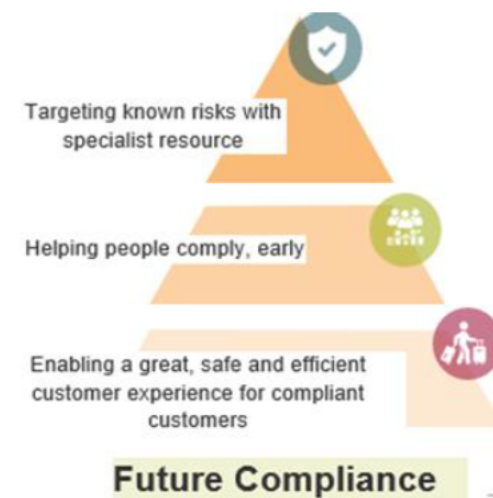 Targeting known risks with
specialist resource
Helping people comply, early
Enabling a great, safe and efficient
customer experience for compliant
customers
Future Compliance